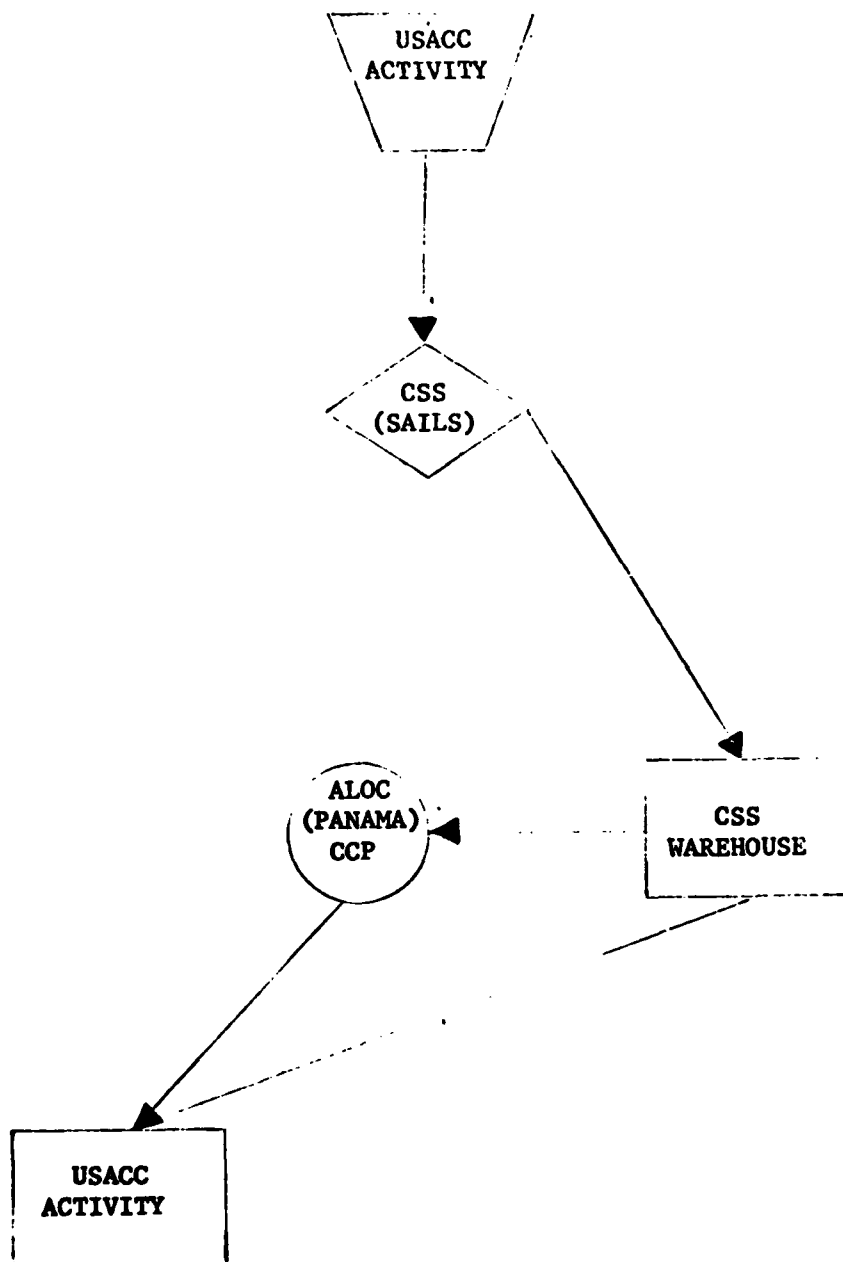 USACC
ACTIVITY
CSS
(SAILS)
ALOC
(PANAMA)
CCP
CSS
WAREHOUSE
USACC
ACTIVITY